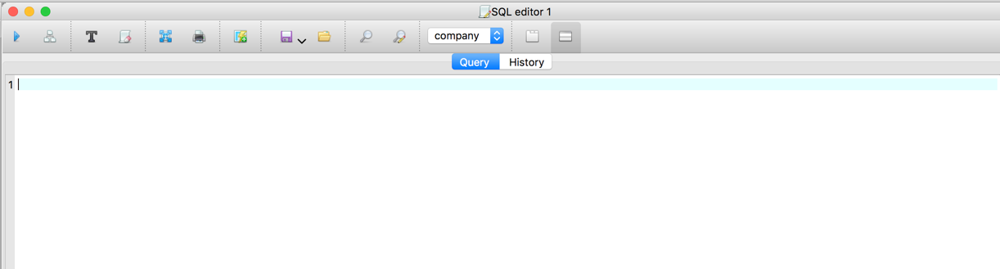 SQL editor 1
T
company
Query
History
1